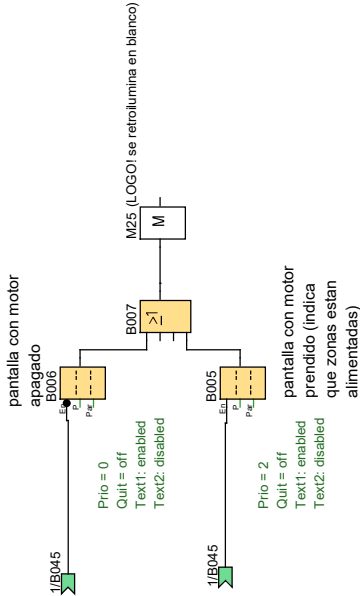 pantalla con motor
apagado
B006
En
P
Par
1/B045
Prio = 0
Quit = off
Text1: enabled
Text2: disabled
B007
≥1
M25 (LOGO! se retroilumina en blanco)
M
B005
En
P
Par
1/B045
Prio = 2
Quit = off
Text1: enabled
Text2: disabled
pantalla con motor
prendido (indica
que zonas estan
alimentadas)